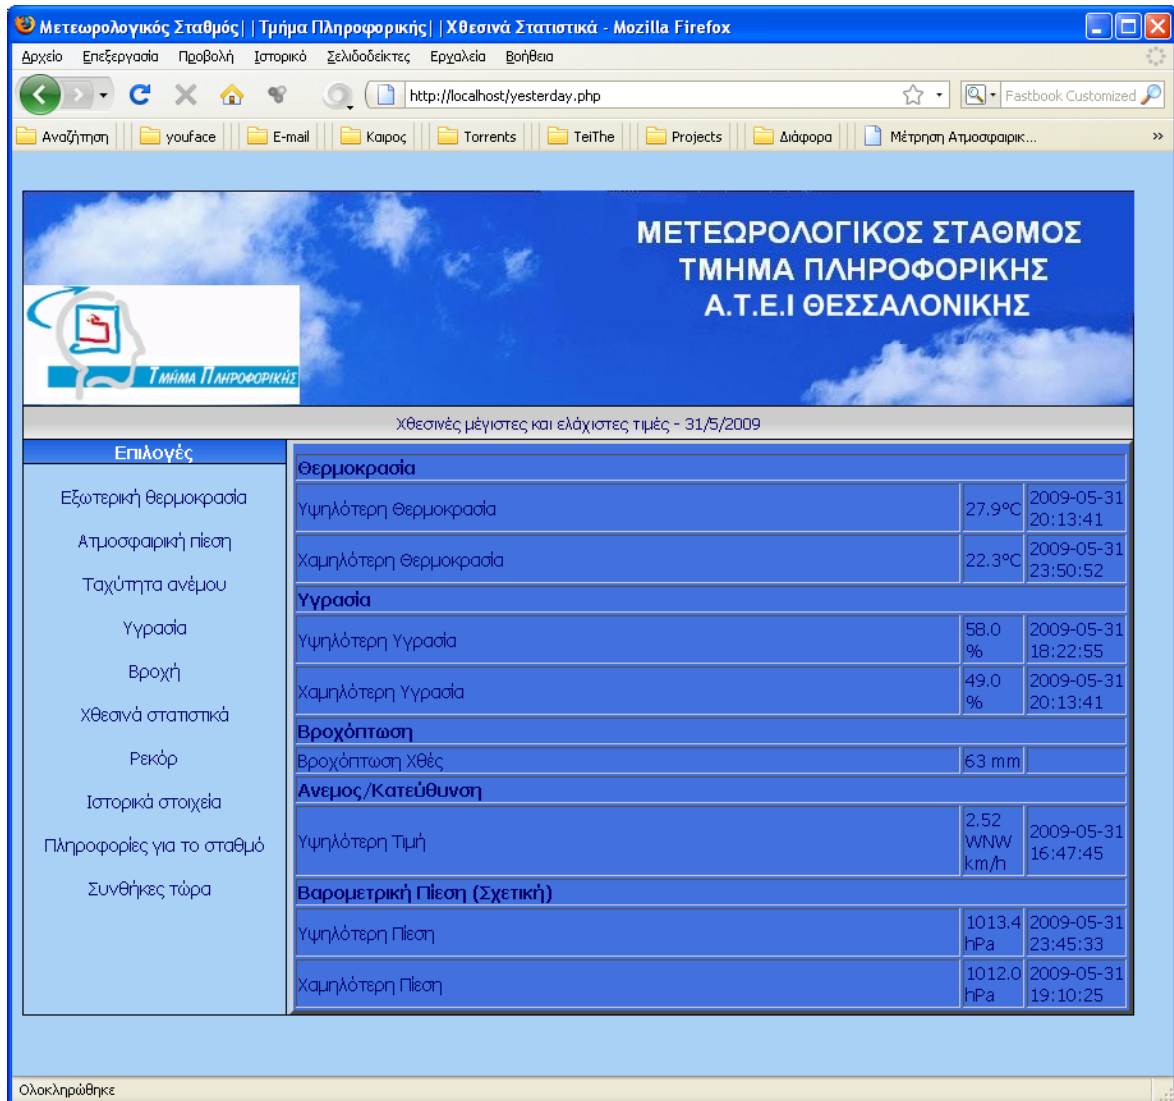 Μετεωρολογικός Σταθμός| |Τμήμα Πληροφορικής| |Χθεσινά Στατιστικά - Mozilla Firefox
Αρχείο Επεξεργασία Προβολή Ιστορικό Σελιδοδείκτες Εργαλεία Βοήθεια
http://localhost/yesterday.php Fastbook Customized
Αναζήτηση youface E-mail Καιρος Torrents TeiThe Projects Διάφορα Μέτρηση Ατμοσφαιρικ... »
ΜΕΤΕΩΡΟΛΟΓΙΚΟΣ ΣΤΑΘΜΟΣ
ΤΜΗΜΑ ΠΛΗΡΟΦΟΡΙΚΗΣ
Α.Τ.Ε.Ι ΘΕΣΣΑΛΟΝΙΚΗΣ
ΤΜΗΜΑ ΠΛΗΡΟΦΟΡΙΚΗΣ
Χθεσινές μέγιστες και ελάχιστες τιμές - 31/5/2009
Επιλογές
Εξωτερική θερμοκρασία
Ατμοσφαιρική πίεση
Ταχύτητα ανέμου
Υγρασία
Βροχή
Χθεσινά στατιστικά
Ρεκόρ
Ιστορικά στοιχεία
Πληροφορίες για το σταθμό
Συνθήκες τώρα
Θερμοκρασία
Υψηλότερη Θερμοκρασία 27.9°C 2009-05-31
20:13:41
Χαμηλότερη Θερμοκρασία 22.3°C 2009-05-31
23:50:52
Υγρασία
Υψηλότερη Υγρασία 58.0 2009-05-31
% 18:22:55
Χαμηλότερη Υγρασία 49.0 2009-05-31
% 20:13:41
Βροχόπτωση
Βροχόπτωση Χθές 63 mm
Ανεμος/Κατεύθυνση
Υψηλότερη Τιμή 2.52
WNW
km/h 2009-05-31
16:47:45
Βαρομετρική Πίεση (Σχετική)
Υψηλότερη Πίεση 1013.4 2009-05-31
hPa 23:45:33
Χαμηλότερη Πίεση 1012.0 2009-05-31
hPa 19:10:25
Ολοκληρώθηκε